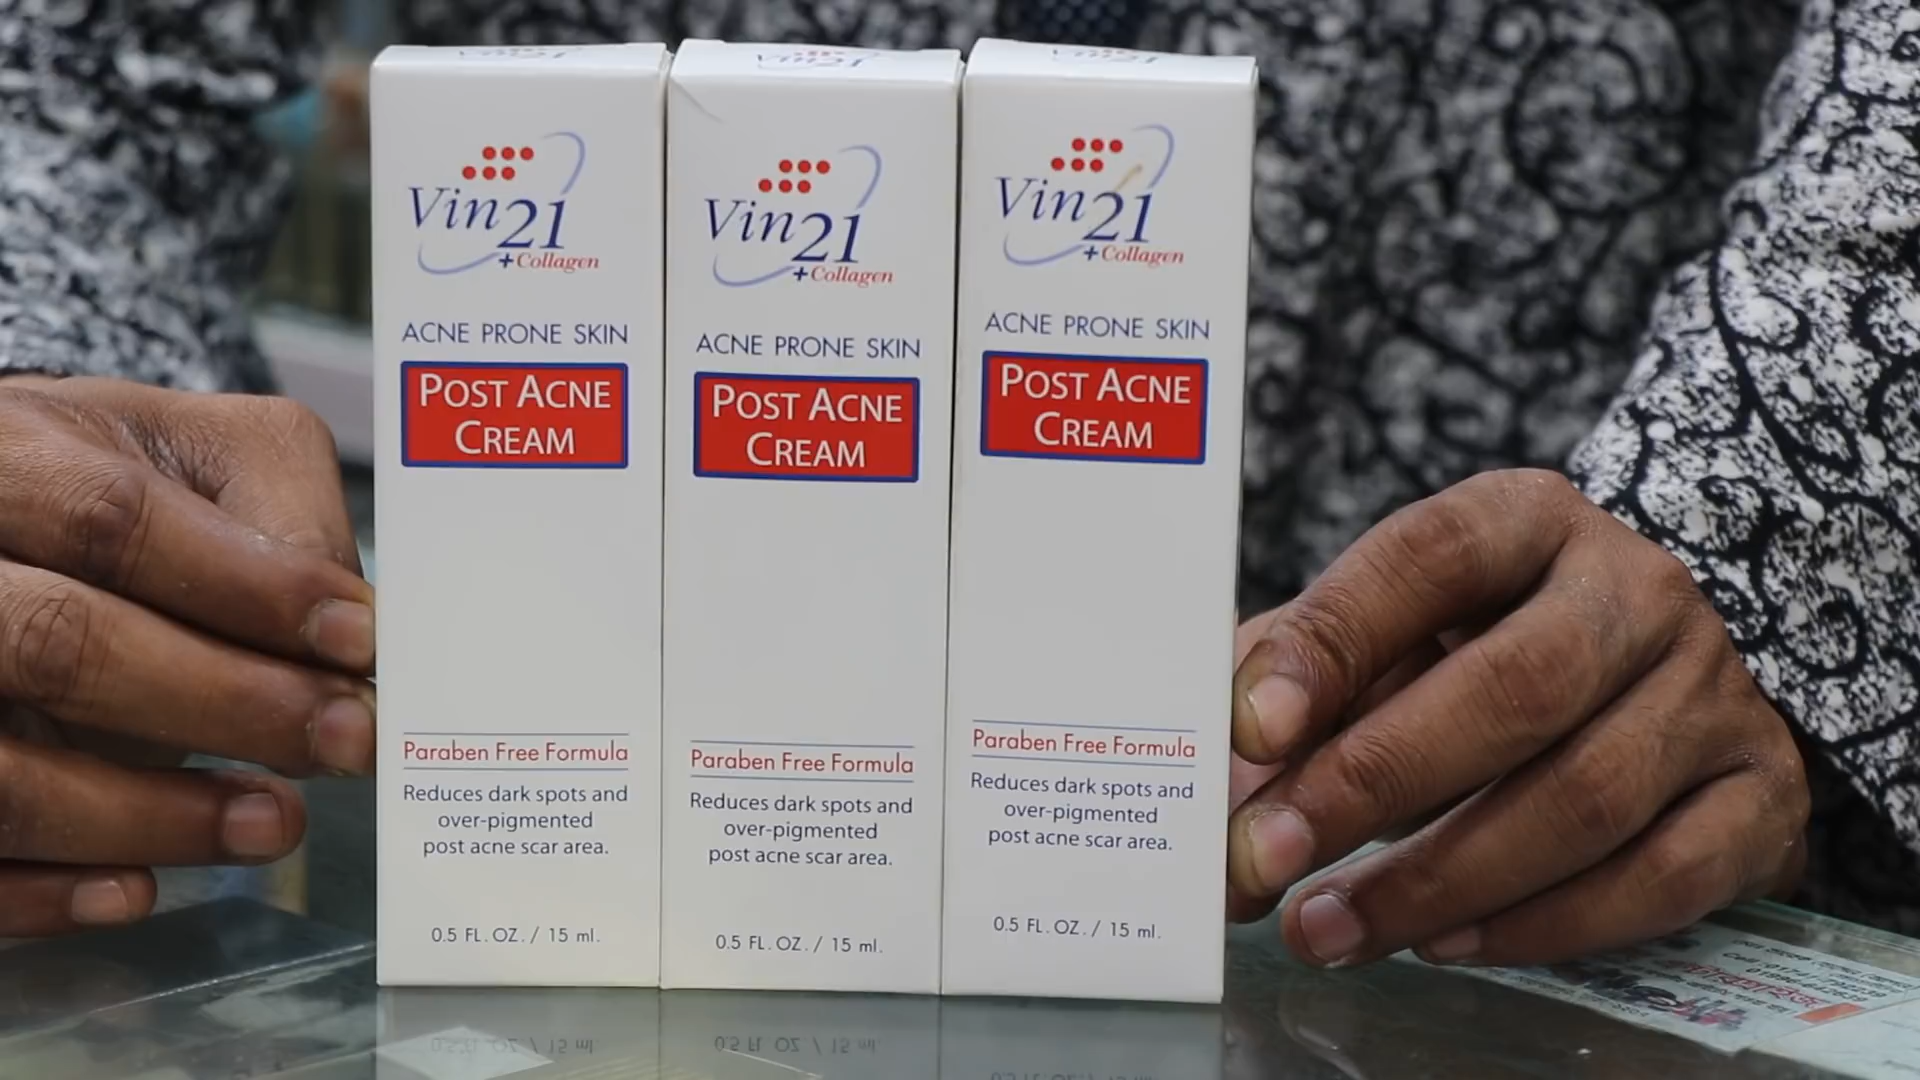 Vin21
Vin21
Vin21
Vin21
+Collagen
ACNE PRONE SKIN
POST ACNE
CREAM
Paraben Free Formula
Reduces dark spots and
over-pigmented
post acne scar area.
0.5 FL. OZ. / 15 ml.
Vin21
+Collagen
ACNE PRONE SKIN
POST ACNE
CREAM
Paraben Free Formula
Reduces dark spots and
over-pigmented
post acne scar area.
0.5 FL. OZ. / 15 ml.
Vin21
+Collagen
ACNE PRONE SKIN
POST ACNE
CREAM
Paraben Free Formula
Reduces dark spots and
over-pigmented
post acne scar area.
0.5 FL. OZ. / 15 ml.